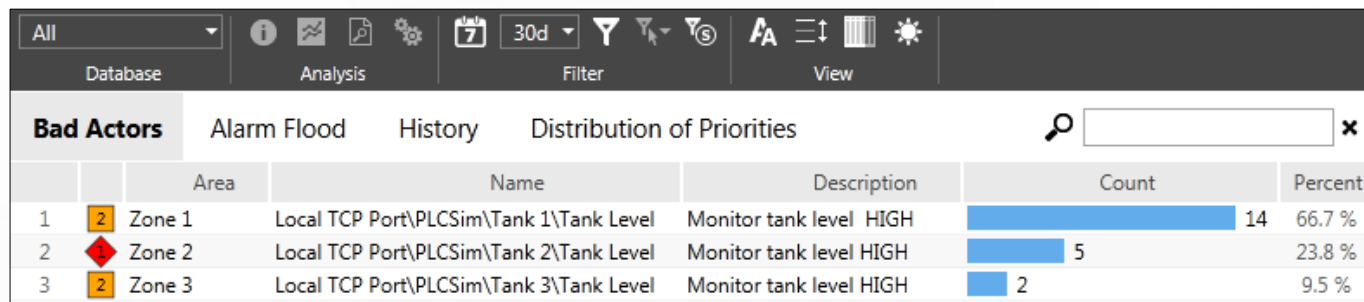 All 7 30d S AA
Database Analysis Filter View
Bad Actors Alarm Flood History Distribution of Priorities
Area Name Description Count Percent
1 2 Zone 1 Local TCP Port\PLCSim\Tank 1\Tank Level Monitor tank level HIGH 14 66.7 %
2 1 Zone 2 Local TCP Port\PLCSim\Tank 2\Tank Level Monitor tank level HIGH 5 23.8 %
3 2 Zone 3 Local TCP Port\PLCSim\Tank 3\Tank Level Monitor tank level HIGH 2 9.5 %